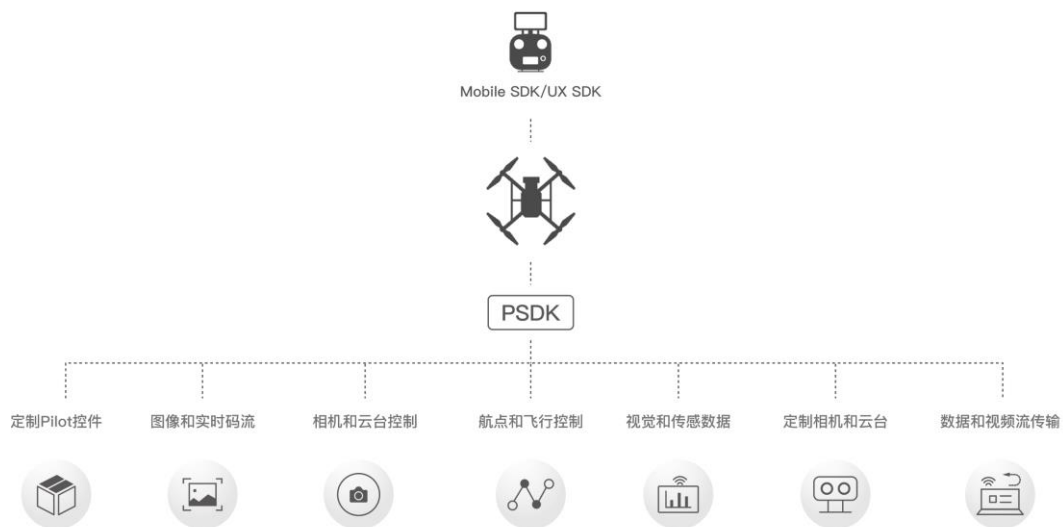 Mobile SDK/UX SDK
PSDK
定制Pilot控件
图像和实时码流
相机和云台控制
航点和飞行控制
视觉和传感数据
定制相机和云台
数据和视频流传输